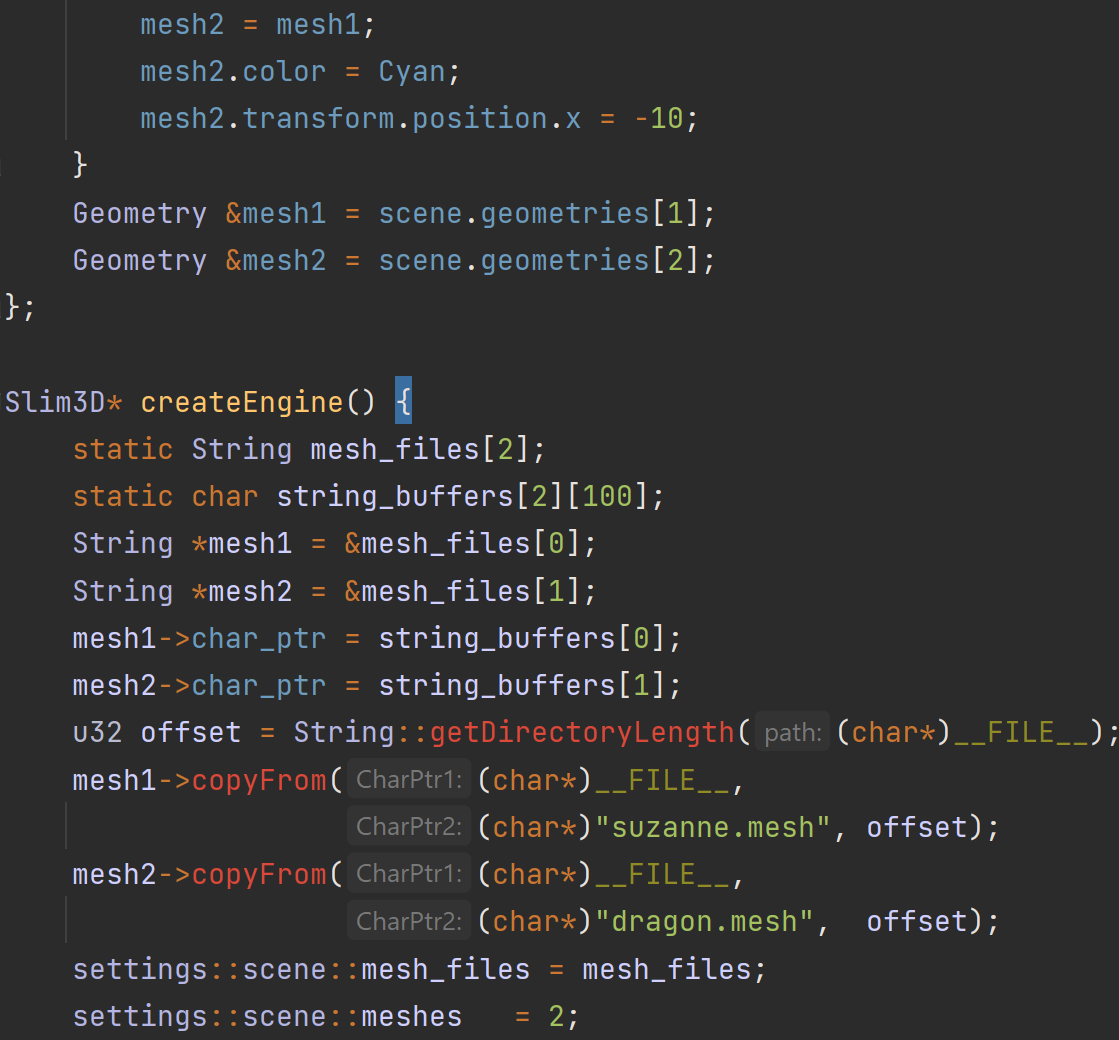 mesh2 = mesh1;
mesh2.color = Cyan;
mesh2.transform.position.x = -10;
}
Geometry &mesh1 = scene.geometries[1];
Geometry &mesh2 = scene.geometries[2];
};
Slim3D* createEngine() {
static String mesh_files[2];
static char string_buffers[2][100];
String *mesh1 = &mesh_files[0];
String *mesh2 = &mesh_files[1];
mesh1->char_ptr = string_buffers[0];
mesh2->char_ptr = string_buffers[1];
u32 offset = String::getDirectoryLength( path: (char*)__FILE__);
mesh1->copyFrom( CharPtr1: (char*)__FILE__,
CharPtr2: (char*)"suzanne.mesh", offset);
mesh2->copyFrom( CharPtr1: (char*)__FILE__,
CharPtr2: (char*)"dragon.mesh",  offset);
settings::scene::mesh_files = mesh_files;
settings::scene::meshes   = 2;